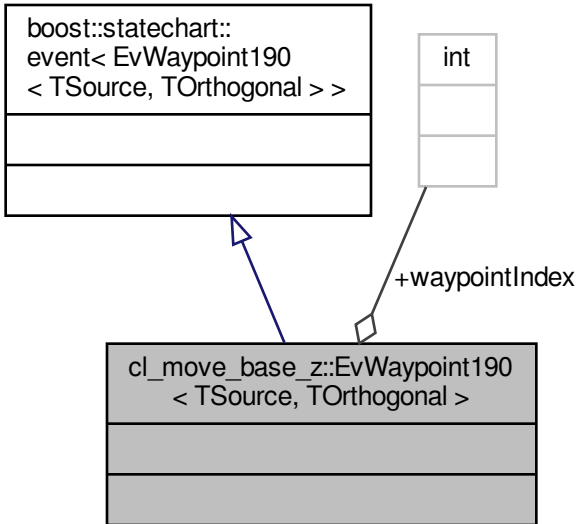 boost::statechart::
event< EvWaypoint190
< TSource, TOrthogonal > >
int
+waypointIndex
cl_move_base_z::EvWaypoint190
< TSource, TOrthogonal >